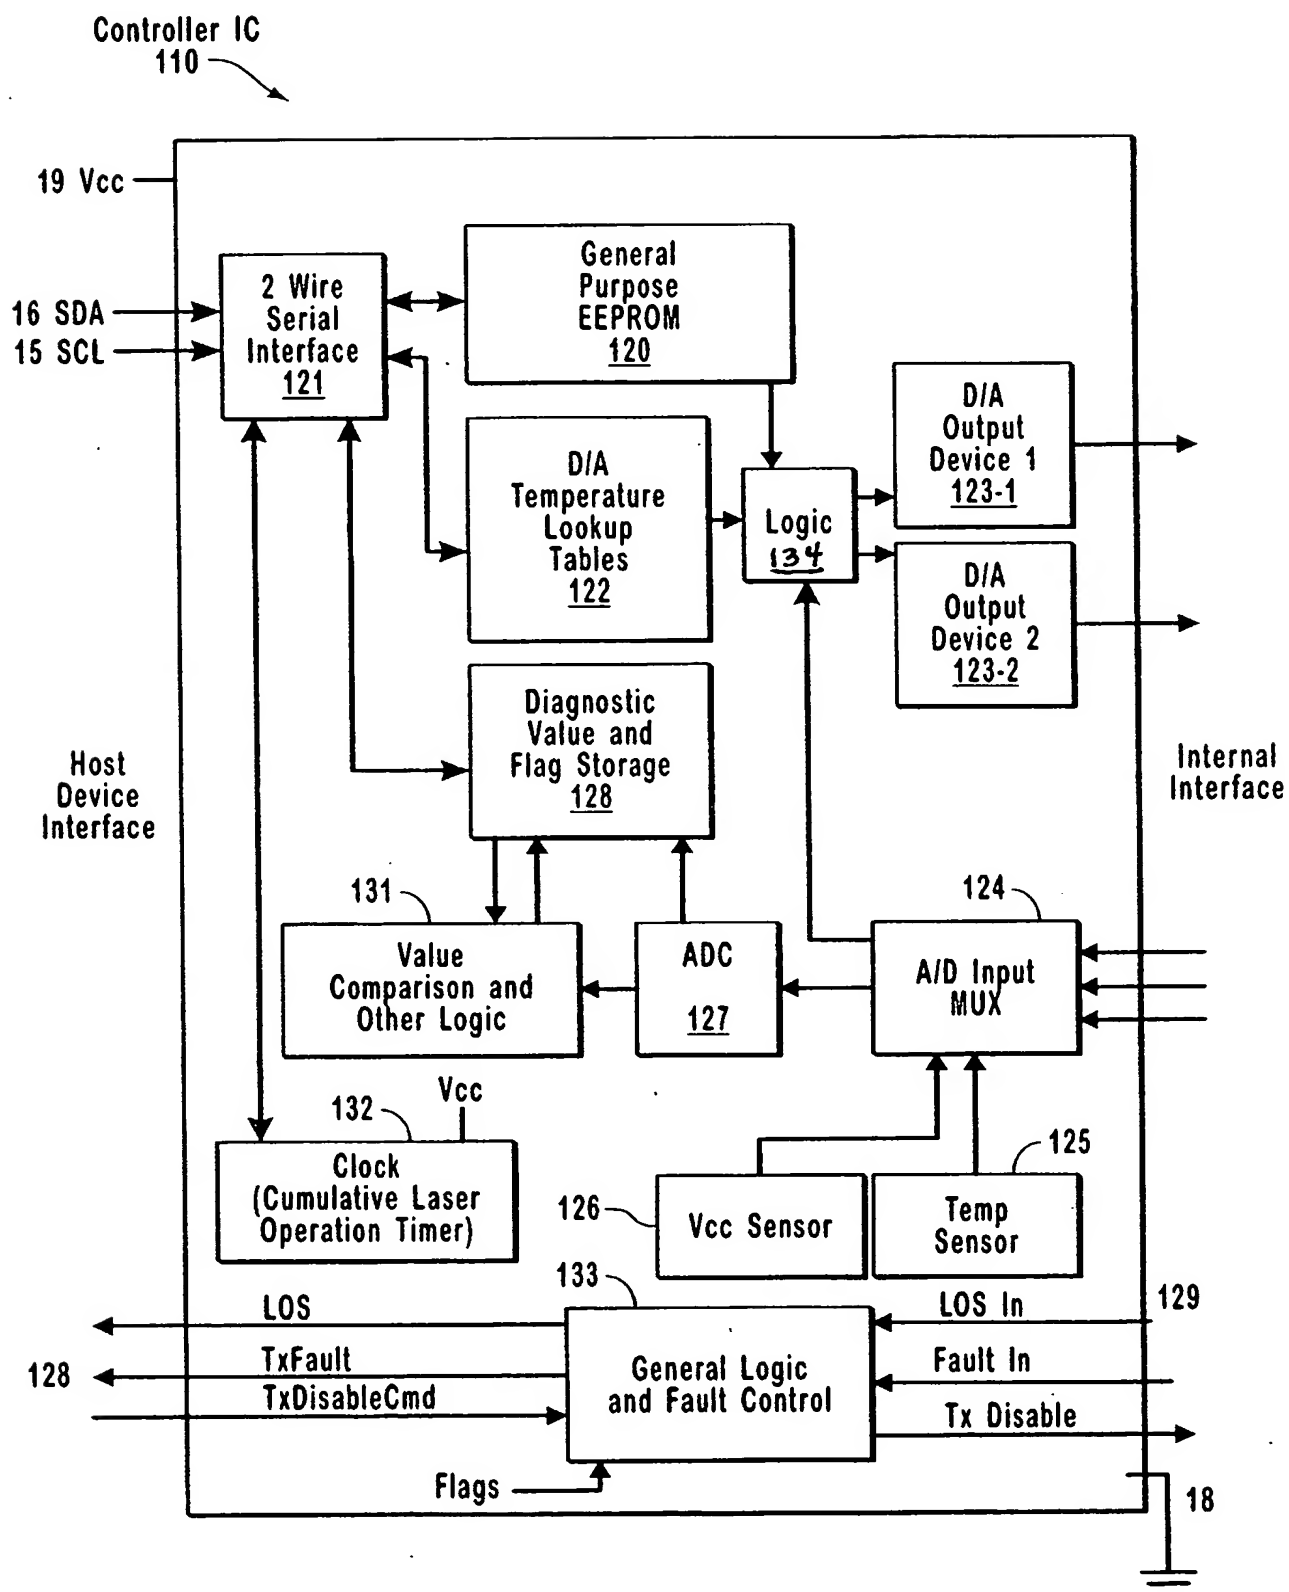 Controller IC
110
19 Vcc
16 SDA
15 SCL
2 Wire
Serial
Interface
121
General
Purpose
EEPROM
120
D/A
Temperature
Lookup
Tables
122
Logic
134
D/A
Output
Device 1
123-1
D/A
Output
Device 2
123-2
Diagnostic
Value and
Flag Storage
128
Host
Device
Interface
Internal
Interface
131
Value
Comparison and
Other Logic
ADC
127
124
A/D Input
MUX
132
Vcc
Clock
(Cumulative Laser
Operation Timer)
126
Vcc Sensor
125
Temp
Sensor
133
General Logic
and Fault Control
LOS
TxFault
TxDisableCmd
128
LOS In
129
Fault In
Tx Disable
Flags
18